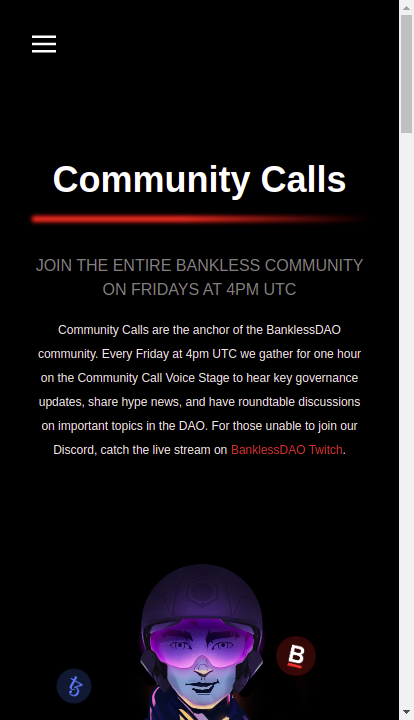 Community Calls
JOIN THE ENTIRE BANKLESS COMMUNITY
ON FRIDAYS AT 4PM UTC
Community Calls are the anchor of the BanklessDAO
community. Every Friday at 4pm UTC we gather for one hour
on the Community Call Voice Stage to hear key governance
updates, share hype news, and have roundtable discussions
on important topics in the DAO. For those unable to join our
Discord, catch the live stream on BanklessDAO Twitch.
B